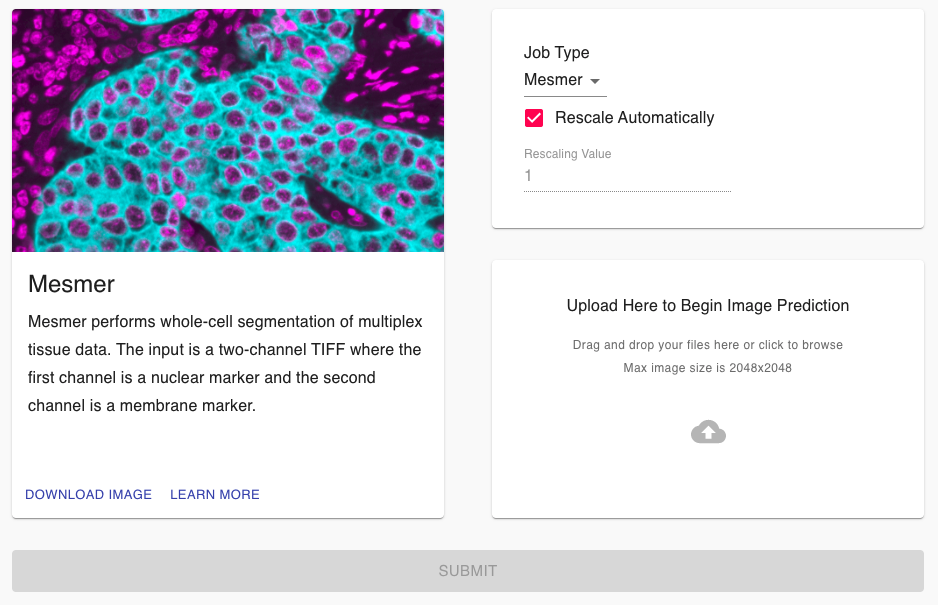 Mesmer
Mesmer performs whole-cell segmentation of multiplex
tissue data. The input is a two-channel TIFF where the
first channel is a nuclear marker and the second
channel is a membrane marker.
DOWNLOAD IMAGE LEARN MORE
Job Type
Mesmer
Rescale Automatically
Rescaling Value
1
Upload Here to Begin Image Prediction
Drag and drop your files here or click to browse
Max image size is 2048x2048
SUBMIT